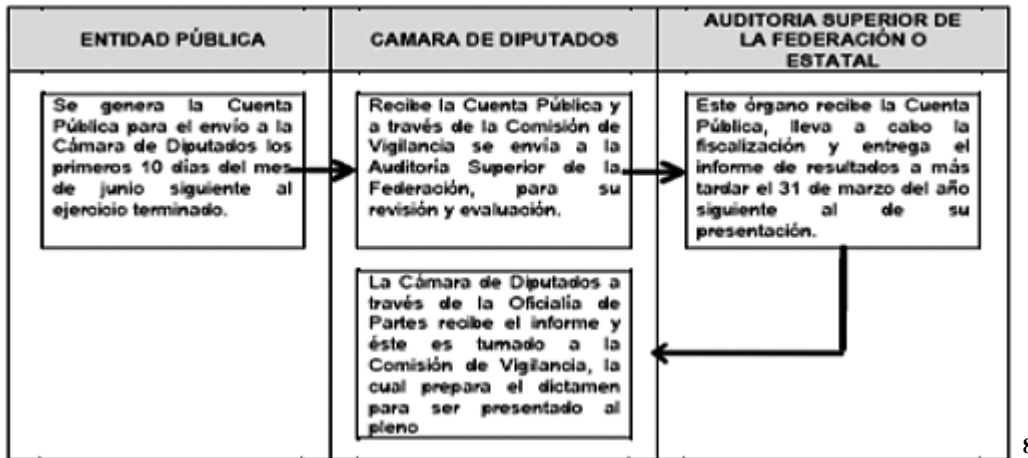 ENTIDAD PÚBLICA
CAMARA DE DIPUTADOS
AUDITORIA SUPERIOR DE
LA FEDERACIÓN O
ESTATAL
Se genera la Cuenta
Pública para el envío a la
Cámara de Diputados los
primeros 10 días del mes
de junio siguiente al
ejercicio terminado.
Recibe la Cuenta Pública y
a través de la Comisión de
Vigilancia se envía a la
Auditoría Superior de la
Federación, para su
revisión y evaluación.
Este órgano recibe la Cuenta
Pública, lleva a cabo la
fiscalización y entrega el
informe de resultados a más
tardar el 31 de marzo del año
siguiente al de su
presentación.
La Cámara de Diputados a
través de la Oficialía de
Partes recibe el informe y
éste es turnado a la
Comisión de Vigilancia, la
cual prepara el dictamen
para ser presentado al
pleno